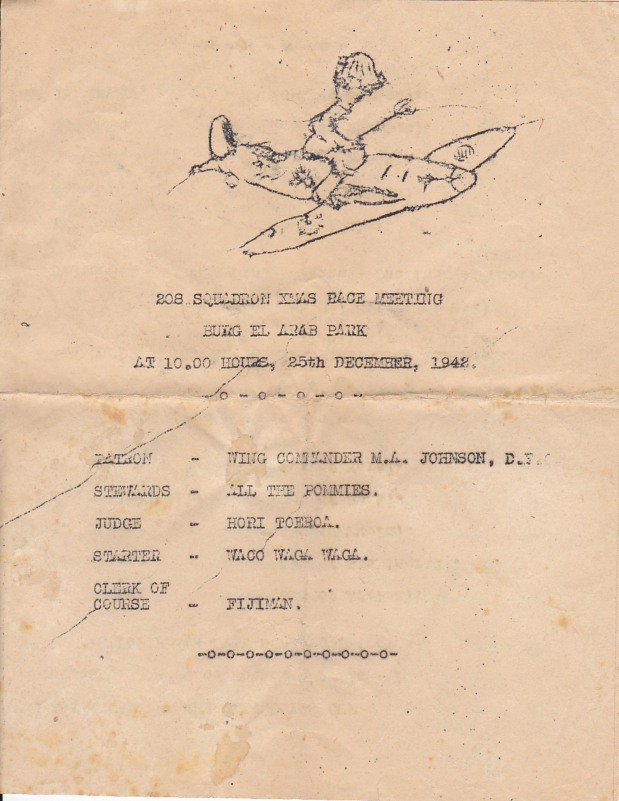 208 SQUADRON XMAS RACE MEETING
BURG EL ARAB PARK
AT 10.00 HOURS, 25th DECEMBER, 1942.
-o-o-o-o-o-
PATRON - WING COMMANDER M.A. JOHNSON, D.F.C
STEWARDS - ALL THE POMMIES.
JUDGE - HORI TOEROA.
STARTER - WACO WAGA WAGA.
CLERK OF
COURSE - FIJIMAN.
-o-o-o-o-o-o-o-o-o-o-